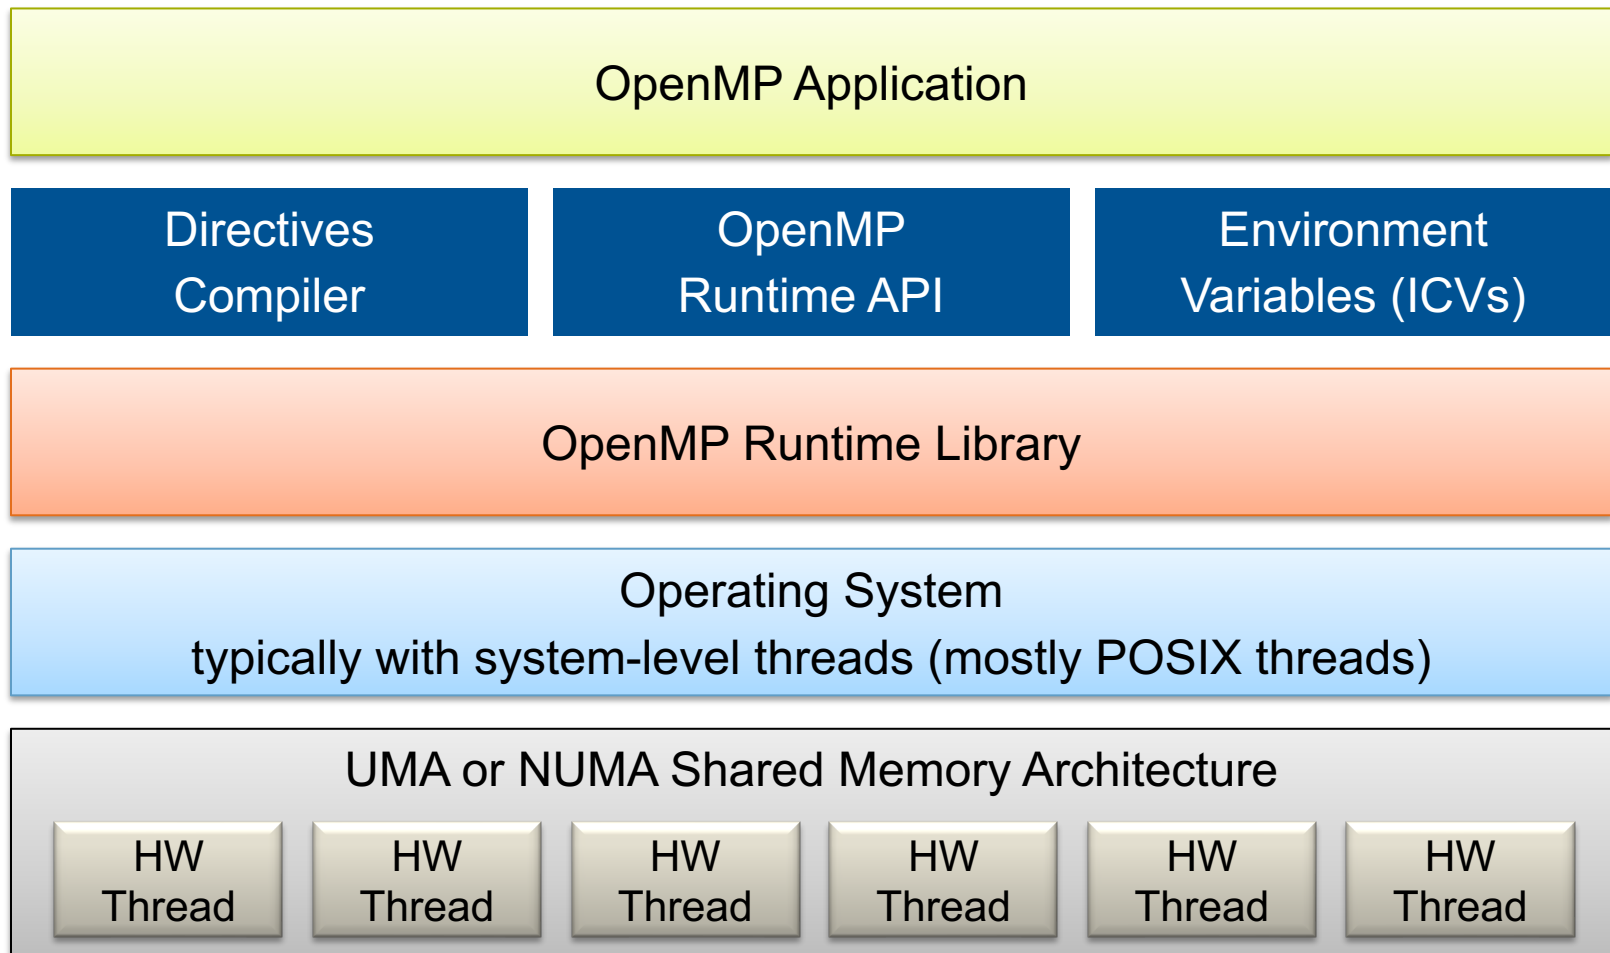 OpenMP Application
Directives
Compiler
OpenMP
Runtime API
Environment
Variables (ICVs)
OpenMP Runtime Library
Operating System
typically with system-level threads (mostly POSIX threads)
UMA or NUMA Shared Memory Architecture
HW
Thread
HW
Thread
HW
Thread
HW
Thread
HW
Thread
HW
Thread